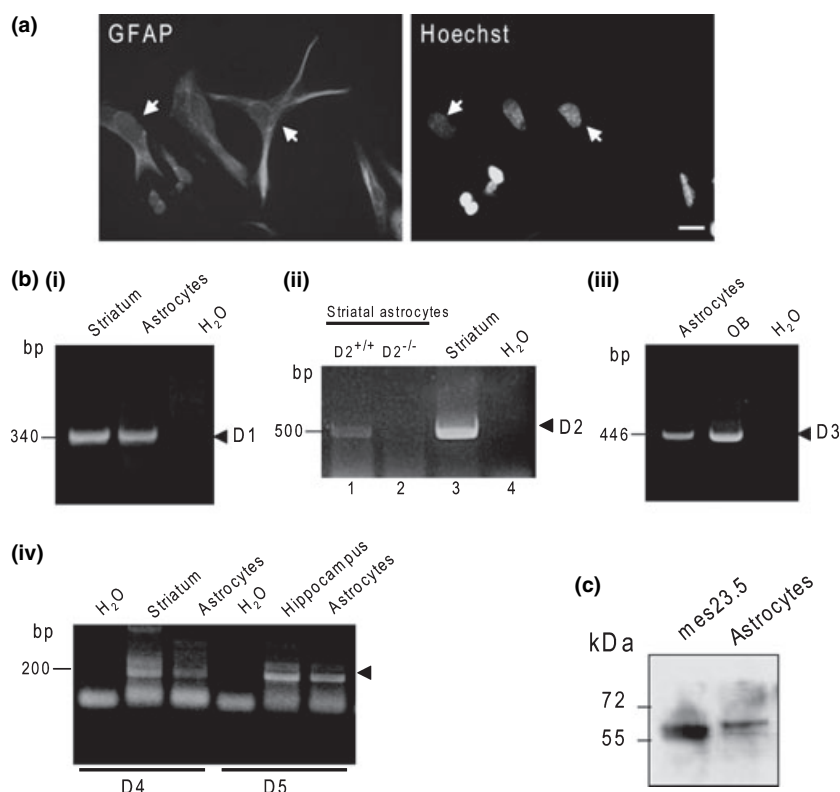 (a)
GFAP
Hoechst
(b) (i)
Striatum
Astrocytes
H₂O
bp
340
D1
(ii)
Striatal astrocytes
D2+/+ D2-/-
Striatum
H₂O
bp
500
D2
1 2 3 4
(iii)
Astrocytes
OB
H₂O
bp
446
D3
(iv)
H₂O
Striatum
Astrocytes
H₂O
Hippocampus
Astrocytes
bp
200
D4
D5
(c)
mes23.5
Astrocytes
kDa
72
55